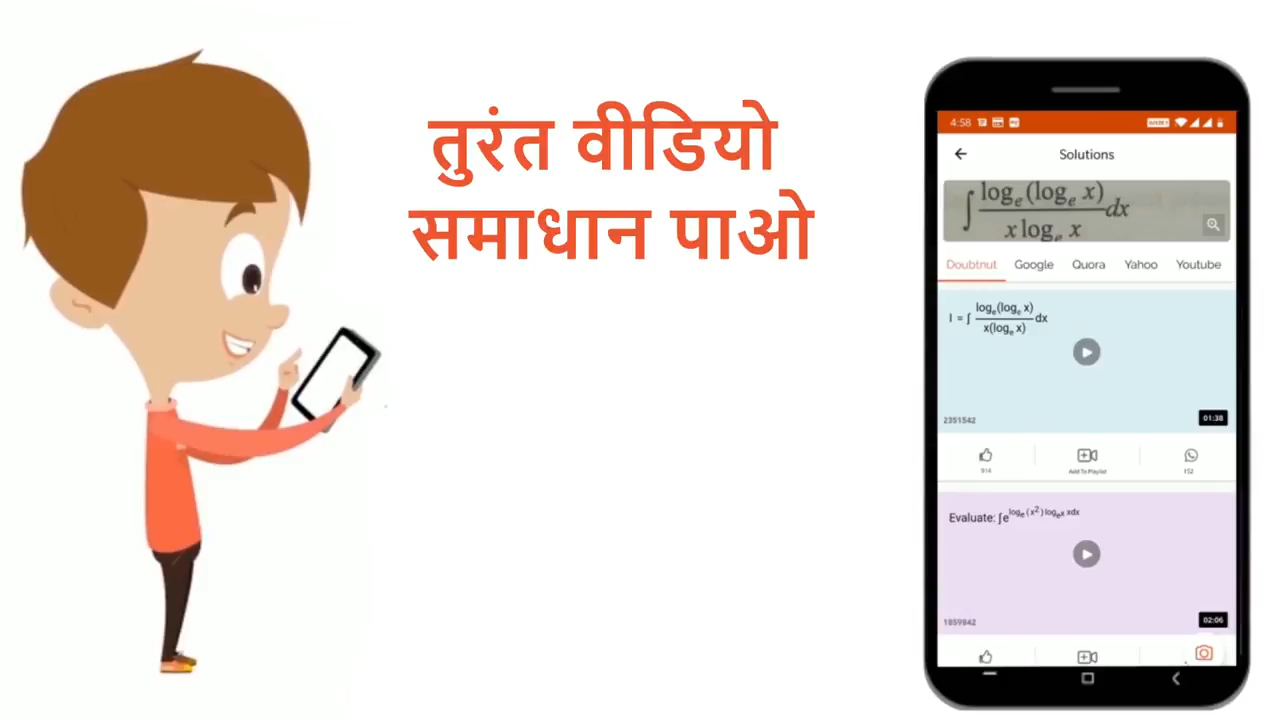 तुरंत वीडियो
समाधान पाओ
4:58
Solutions
∫ log_e (log_e x) / x log_e x dx
Doubtnut Google Quora Yahoo Youtube
I = ∫ log_e(log_e x) / x(log_e x) dx
2351542
01:38
914
Add To Playlist
152
Evaluate: ∫e^log_e (x^2) log_e x xdx
1859842
02:06